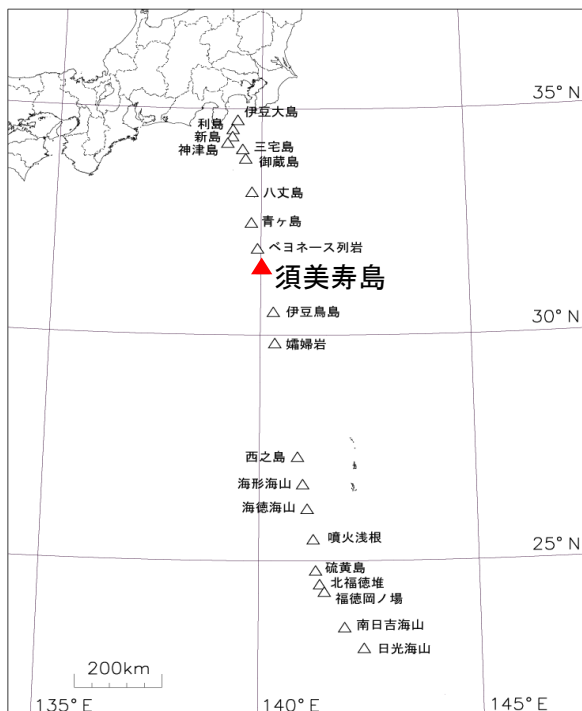 35°N
伊豆大島
利島
新島
神津島
三宅島
御蔵島
八丈島
青ヶ島
ベヨネース列岩
須美寿島
伊豆鳥島
30°N
孀婦岩
西之島
海形海山
海徳海山
噴火浅根
25°N
硫黄島
北福徳堆
福徳岡ノ場
南日吉海山
日光海山
200km
135°E
140°E
145°E